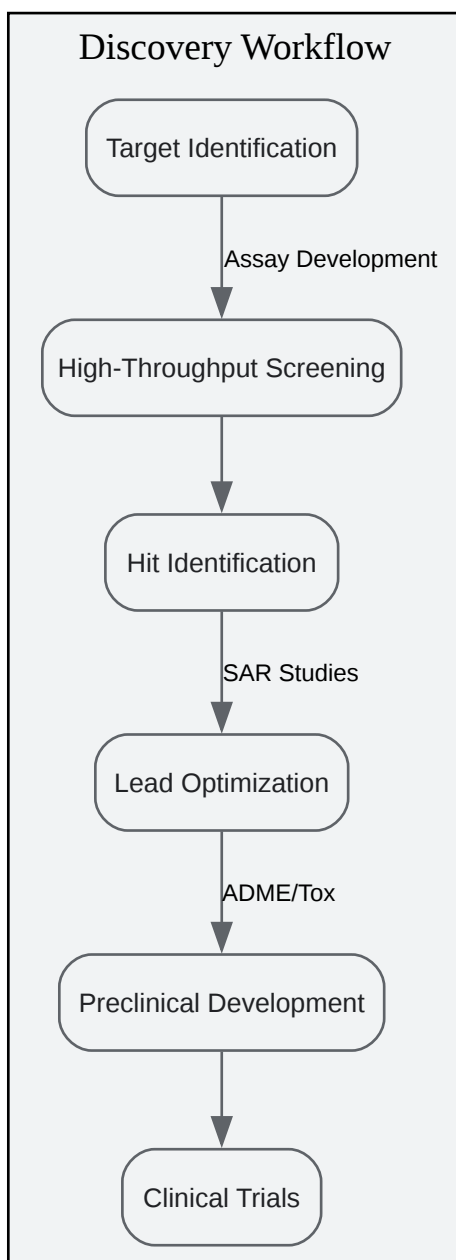 Discovery Workflow
Target Identification
Assay Development
High-Throughput Screening
Hit Identification
SAR Studies
Lead Optimization
ADME/Tox
Preclinical Development
Clinical Trials